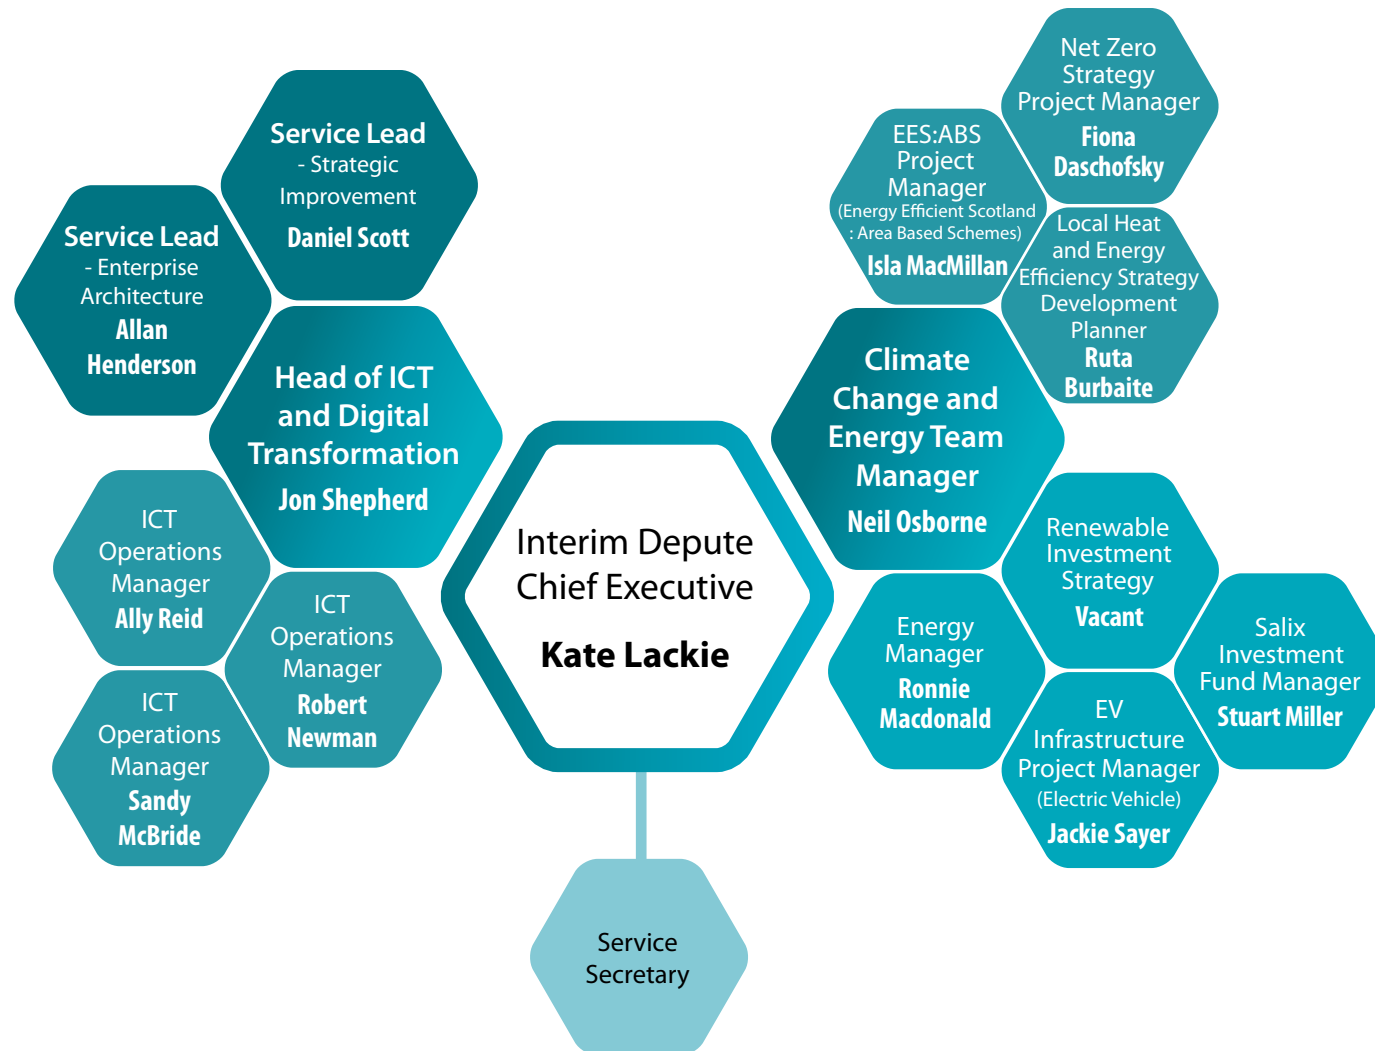 Service Lead
- Strategic
Improvement
Daniel Scott
Service Lead
- Enterprise
Architecture
Allan
Henderson
Head of ICT
and Digital
Transformation
Jon Shepherd
ICT
Operations
Manager
Ally Reid
ICT
Operations
Manager
Robert
Newman
ICT
Operations
Manager
Sandy
McBride
Interim Depute
Chief Executive
Kate Lackie
Service
Secretary
Net Zero
Strategy
Project Manager
Fiona
Daschofsky
EES:ABS
Project
Manager
(Energy Efficient Scotland
: Area Based Schemes)
Isla MacMillan
Local Heat
and Energy
Efficiency Strategy
Development
Planner
Ruta
Burbaite
Climate
Change and
Energy Team
Manager
Neil Osborne
Renewable
Investment
Strategy
Vacant
Energy
Manager
Ronnie
Macdonald
Salix
Investment
Fund Manager
Stuart Miller
EV
Infrastructure
Project Manager
(Electric Vehicle)
Jackie Sayer